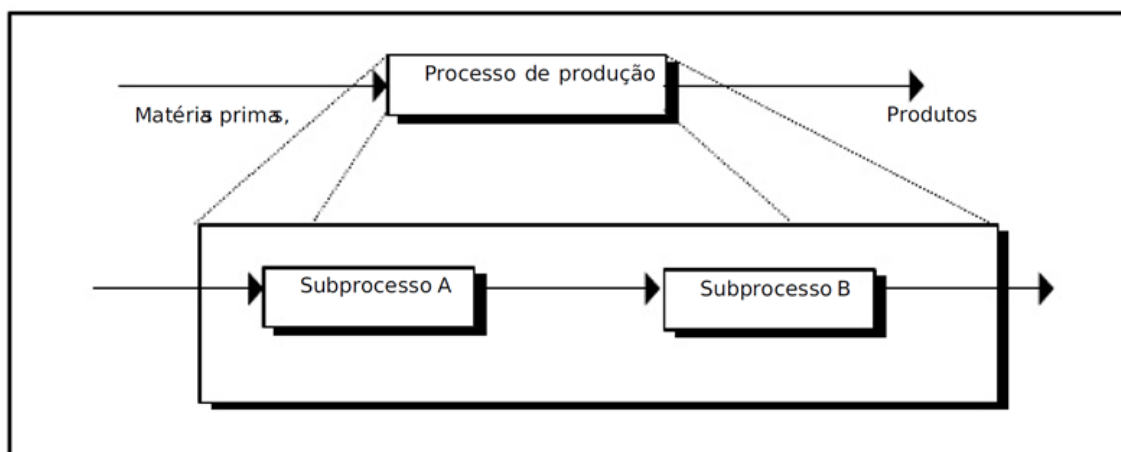 Processo de produção
Matérias primas,
Produtos
Subprocesso A
Subprocesso B